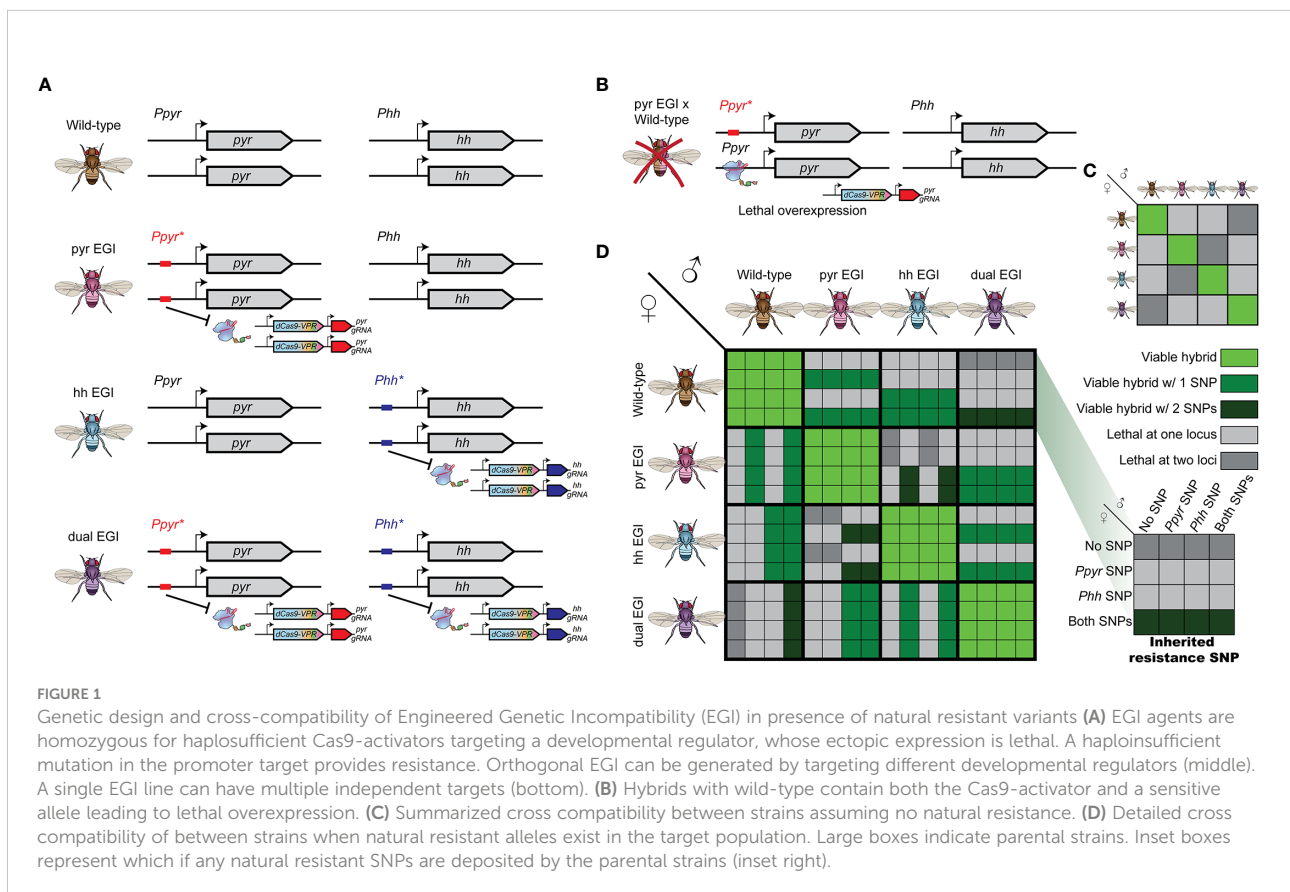 A
Wild-type
Ppyr
Phh
pyr
hh
pyr
hh
pyr EGI
Ppyr*
Phh
pyr
hh
pyr
hh
dCas9-VPR
pyr
gRNA
dCas9-VPR
pyr
gRNA
hh EGI
Ppyr
Phh*
pyr
hh
pyr
hh
dCas9-VPR
hh
gRNA
dCas9-VPR
hh
gRNA
dual EGI
Ppyr*
Phh*
pyr
hh
pyr
hh
dCas9-VPR
pyr
gRNA
dCas9-VPR
pyr
gRNA
dCas9-VPR
hh
gRNA
dCas9-VPR
hh
gRNA
B
pyr EGI x
Wild-type
Ppyr*
Phh
pyr
hh
Ppyr
pyr
hh
dCas9-VPR
pyr
gRNA
Lethal overexpression
C
♂
♀
D
♂
♀
Wild-type
pyr EGI
hh EGI
dual EGI
Wild-type
pyr EGI
hh EGI
dual EGI
Viable hybrid
Viable hybrid w/ 1 SNP
Viable hybrid w/ 2 SNPs
Lethal at one locus
Lethal at two loci
♂
♀
No SNP
Ppyr SNP
Phh SNP
Both SNPs
No SNP
Ppyr SNP
Phh SNP
Both SNPs
Inherited
resistance SNP
FIGURE 1
Genetic design and cross-compatibility of Engineered Genetic Incompatibility (EGI) in presence of natural resistant variants (A) EGI agents are
homozygous for haplosufficient Cas9-activators targeting a developmental regulator, whose ectopic expression is lethal. A haploinsufficient
mutation in the promoter target provides resistance. Orthogonal EGI can be generated by targeting different developmental regulators (middle).
A single EGI line can have multiple independent targets (bottom). (B) Hybrids with wild-type contain both the Cas9-activator and a sensitive
allele leading to lethal overexpression. (C) Summarized cross compatibility between strains assuming no natural resistance. (D) Detailed cross
compatibility of between strains when natural resistant alleles exist in the target population. Large boxes indicate parental strains. Inset boxes
represent which if any natural resistant SNPs are deposited by the parental strains (inset right).